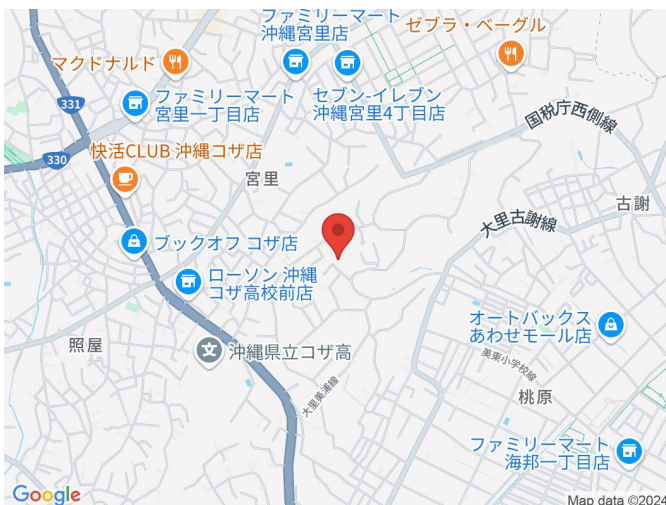 ファミリーマート
沖縄宮里店
ゼブラ・ベーグル
マクドナルド
セブン-イレブン
沖縄宮里4丁目店
331
ファミリーマート
宮里一丁目店
国税庁西側線
330
快活CLUB 沖縄コザ店
宮里
古謝
大里古謝線
ブックオフ コザ店
ローソン 沖縄
コザ高校前店
オートバックス
あわせモール店
照屋
沖縄県立コザ高
美東小学校線
大里美浦線
桃原
ファミリーマート
海邦一丁目店
Google
Map data ©2024